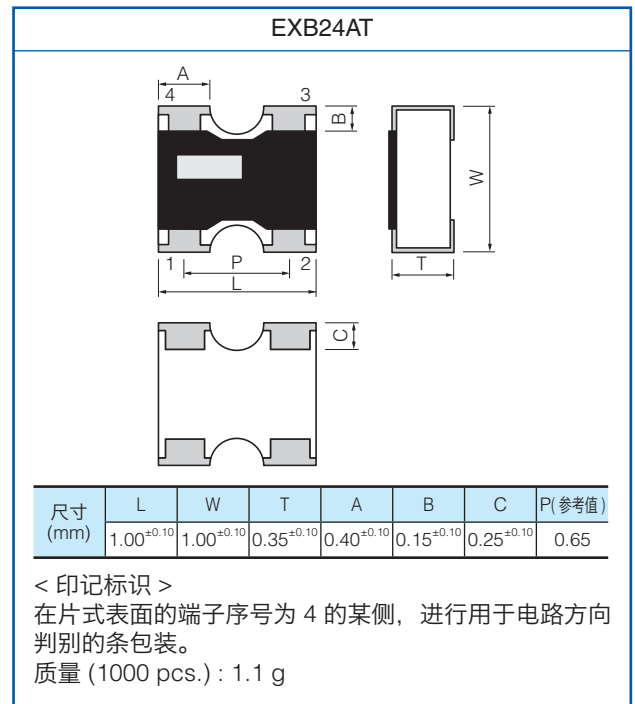 EXB24AT
A
4 3
B
W
1 P 2
T
L
C
尺寸 (mm) L W T A B C P(参考值)
1.00±0.10 1.00±0.10 0.35±0.10 0.40±0.10 0.15±0.10 0.25±0.10 0.65
< 印记标识 >
在片式表面的端子序号为 4 的某侧，进行用于电路方向
判别的条包装。
质量 (1000 pcs.) : 1.1 g